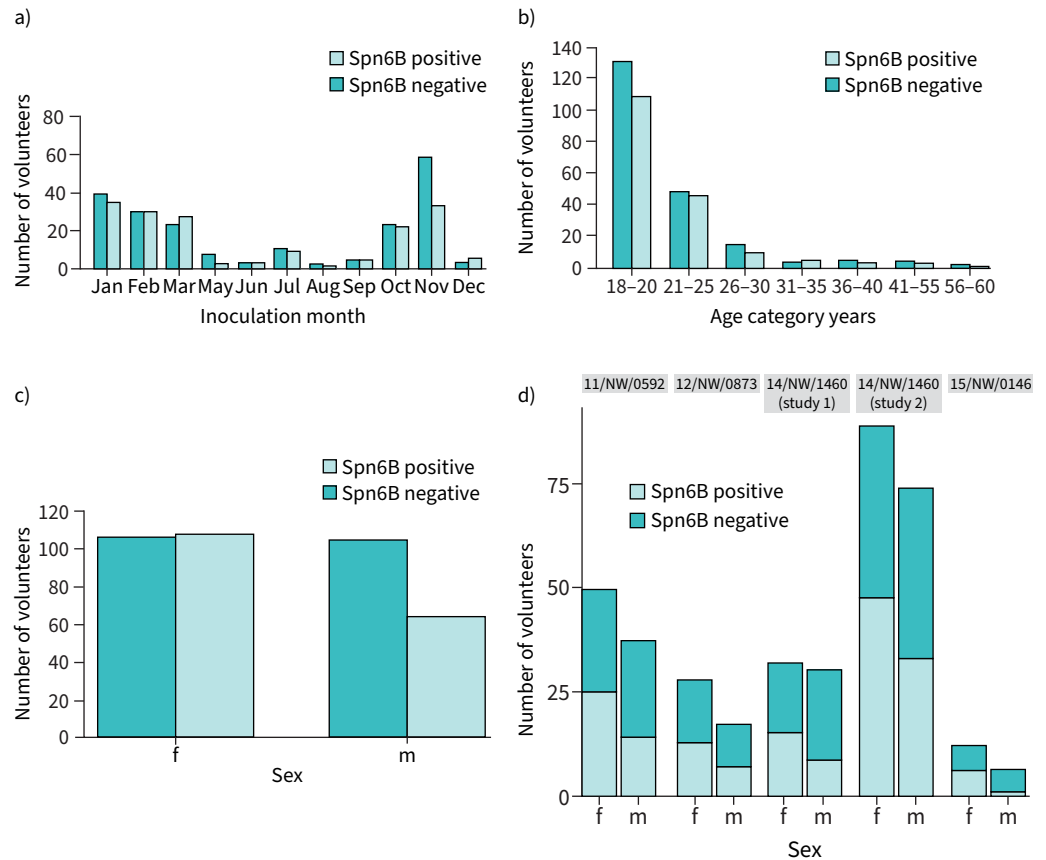 a)
Spn6B positive
Spn6B negative
Number of volunteers
80
60
40
20
0
Jan Feb Mar May Jun Jul Aug Sep Oct Nov Dec
Inoculation month
b)
Spn6B positive
Spn6B negative
Number of volunteers
140
120
100
80
60
40
20
0
18–20 21–25 26–30 31–35 36–40 41–55 56–60
Age category years
c)
Spn6B positive
Spn6B negative
Number of volunteers
120
100
80
60
40
20
0
f m
Sex
d)
11/NW/0592 12/NW/0873 14/NW/1460 14/NW/1460 15/NW/0146
(study 1) (study 2)
Spn6B positive
Spn6B negative
Number of volunteers
75
50
25
0
f m f m f m f m f m
Sex